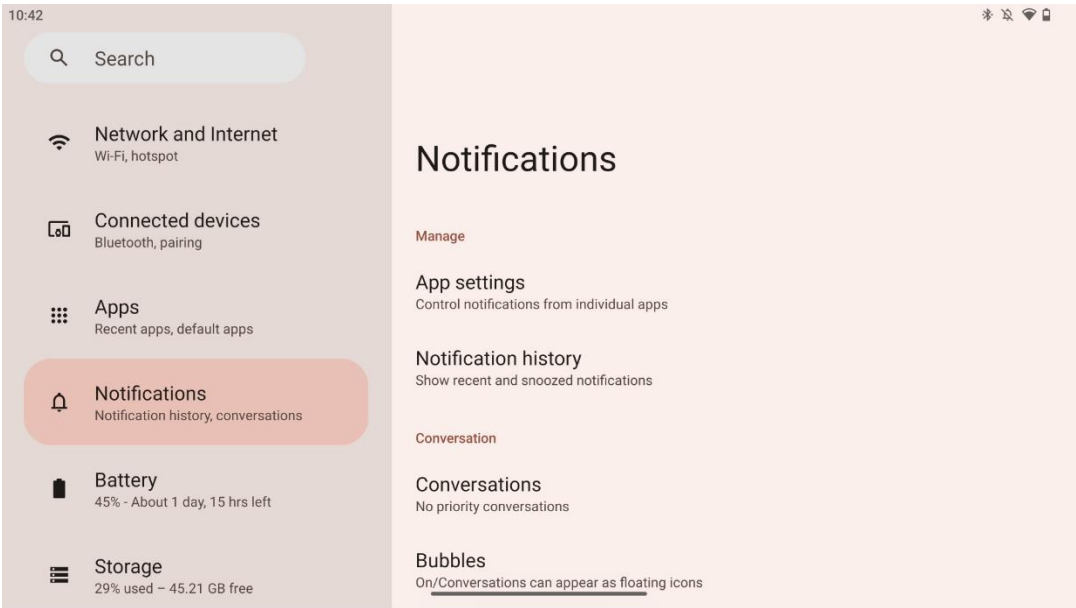 10:42
Search
Network and Internet
Wi-Fi, hotspot
Connected devices
Bluetooth, pairing
Apps
Recent apps, default apps
Notifications
Notification history, conversations
Battery
45% - About 1 day, 15 hrs left
Storage
29% used – 45.21 GB free
Notifications
Manage
App settings
Control notifications from individual apps
Notification history
Show recent and snoozed notifications
Conversation
Conversations
No priority conversations
Bubbles
On/Conversations can appear as floating icons